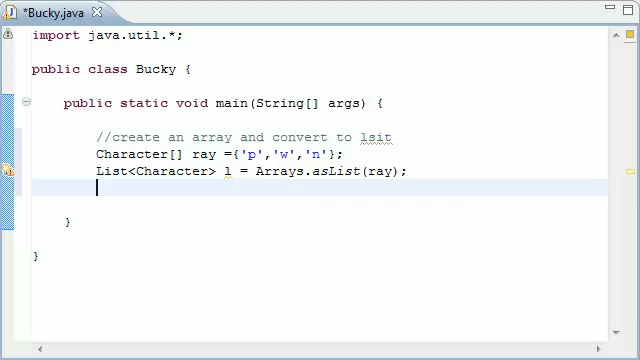 *Bucky.java
import java.util.*;
public class Bucky {
public static void main(String[] args) {
//create an array and convert to lsit
Character[] ray ={'p','w','n'};
List<Character> l = Arrays.asList(ray);
}
}